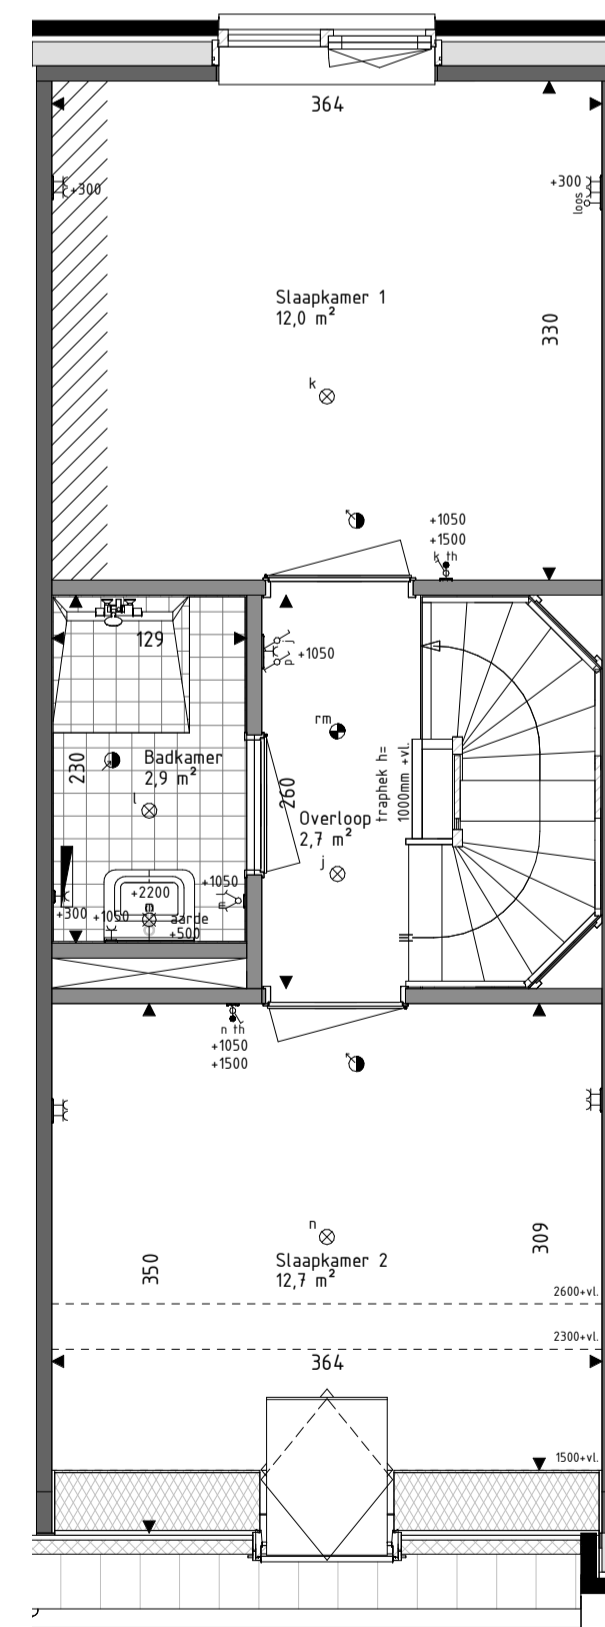 364
+300
+300
loos
Slaapkamer 1
12,0 m²
330
k
+1050
+1500
k th
129
j
p
+1050
rm
230
Badkamer
2,9 m²
l
260
traphek h=
1000mm +vl.
Overloop
2,7 m²
j
+2200
m
+1050
l
m
+300
+1050
aarde
+500
n th
+1050
+1500
n
Slaapkamer 2
12,7 m²
350
309
2600+vl.
2300+vl.
364
1500+vl.